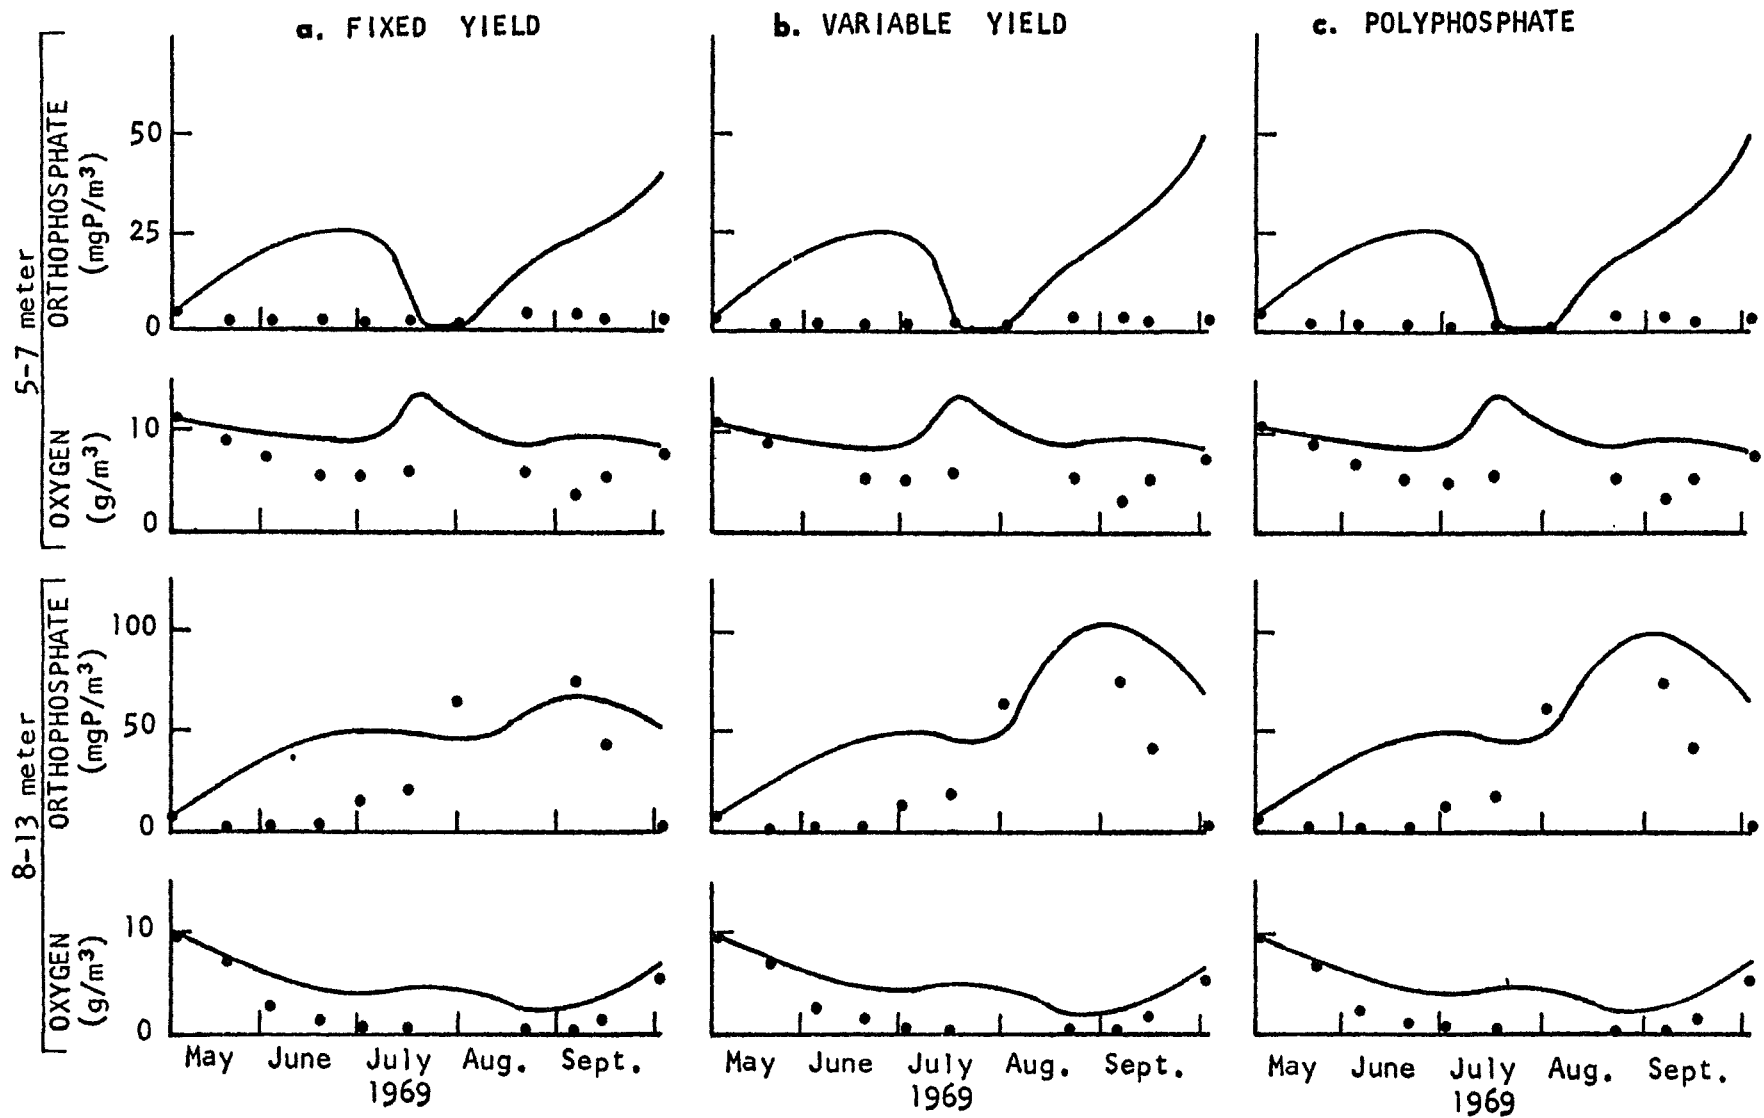 a. FIXED YIELD b. VARIABLE YIELD c. POLYPHOSPHATE
5-7 meter
ORTHOPHOSPHATE
(mgP/m³)
50
25
0
OXYGEN
(g/m³)
10
0
8-13 meter
ORTHOPHOSPHATE
(mgP/m³)
100
50
0
OXYGEN
(g/m³)
10
0
May June July Aug. Sept. May June July Aug. Sept. May June July Aug. Sept.
1969 1969 1969